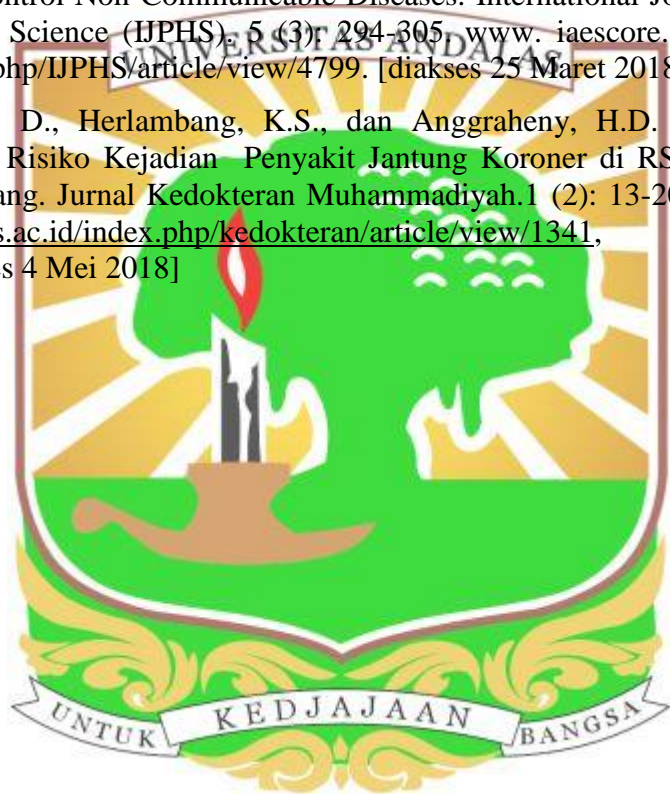 ontrol Non-Communicable Diseases. International Jo
Science (IJPHS). 5 (3): 294-305. www. iaescore.
UNIVERSITAS ANDALAS
php/IJPHS/article/view/4799. [diakses 25 Maret 2018
D., Herlambang, K.S., dan Anggraheny, H.D.
Risiko Kejadian Penyakit Jantung Koroner di RS
ang. Jurnal Kedokteran Muhammadiyah.1 (2): 13-20
s.ac.id/index.php/kedokteran/article/view/1341,
es 4 Mei 2018]
UNTUK KEDJAJAAN BANGSA